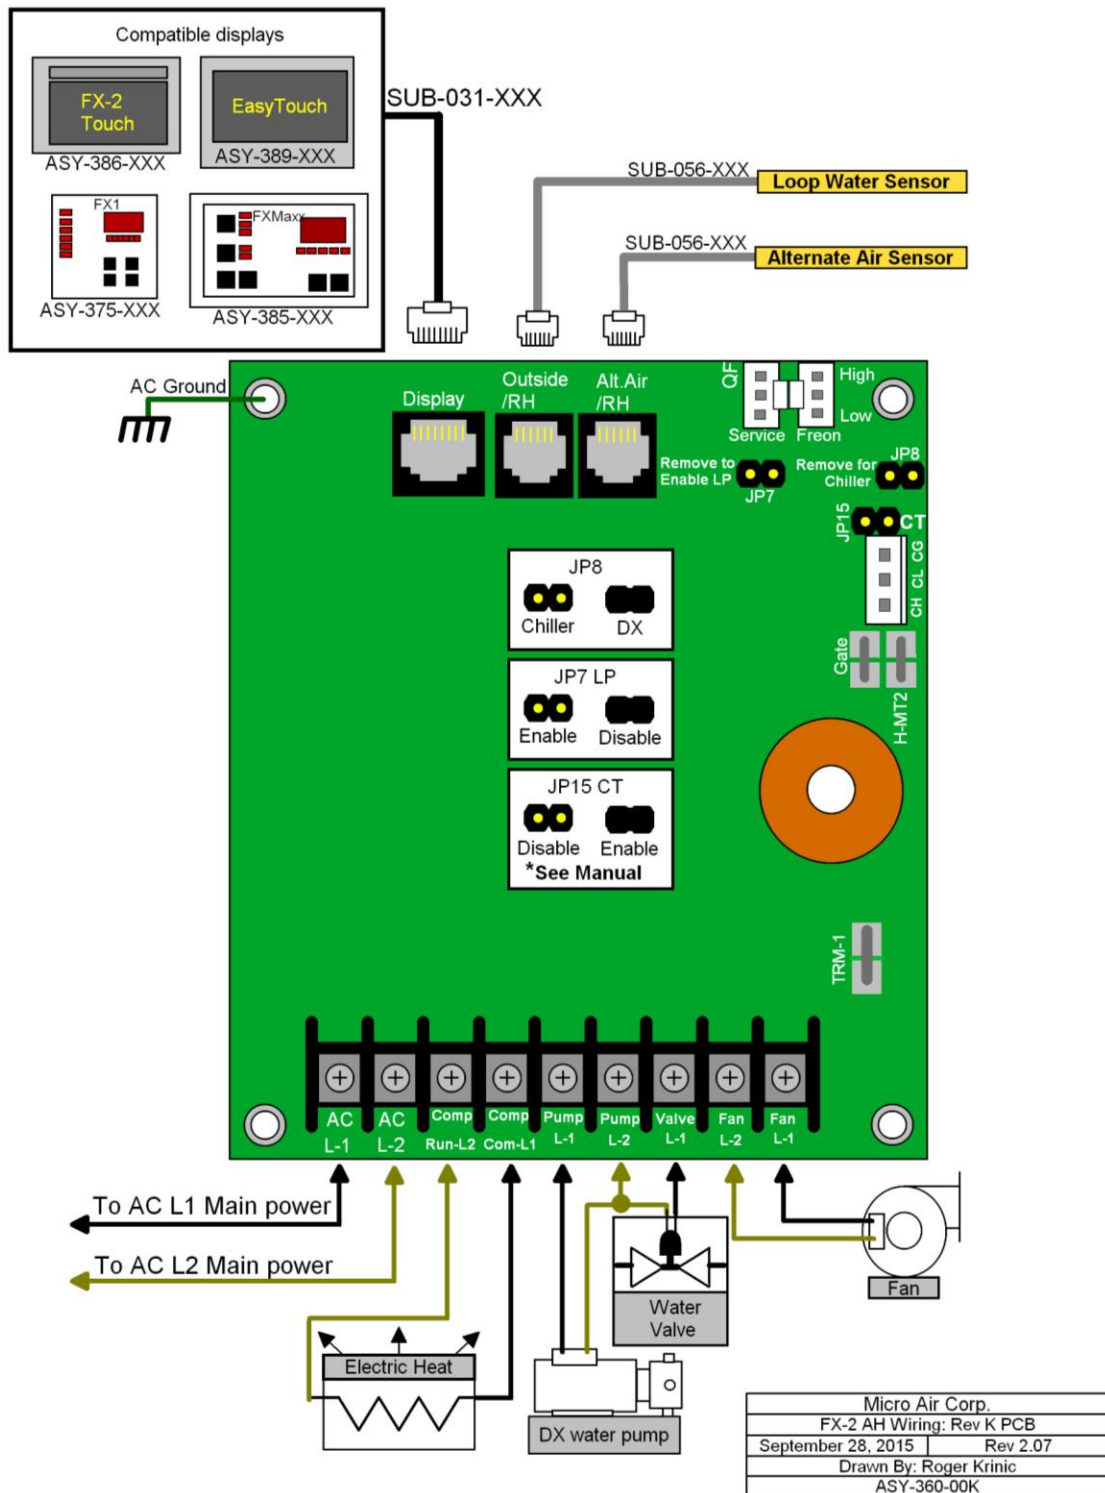 Compatible displays
FX-2
Touch
EasyTouch
ASY-386-XXX
ASY-389-XXX
FX1
FXMaxx
ASY-375-XXX
ASY-385-XXX
SUB-031-XXX
SUB-056-XXX
Loop Water Sensor
SUB-056-XXX
Alternate Air Sensor
AC Ground
Display
Outside
/RH
Alt.Air
/RH
QF
Service
High
Low
Freon
Remove to
Enable LP
JP7
Remove for
Chiller
JP8
JP15
CT
CG
CL
CH
Gate
H-MT2
JP8
Chiller DX
JP7 LP
Enable Disable
JP15 CT
Disable Enable
*See Manual
TRM-1
AC
L-1
AC
L-2
Comp
Run-L2
Comp
Com-L1
Pump
L-1
Pump
L-2
Valve
L-1
Fan
L-2
Fan
L-1
To AC L1 Main power
To AC L2 Main power
Electric Heat
Water
Valve
DX water pump
Fan
Micro Air Corp.
FX-2 AH Wiring: Rev K PCB
September 28, 2015 Rev 2.07
Drawn By: Roger Krinic
ASY-360-00K